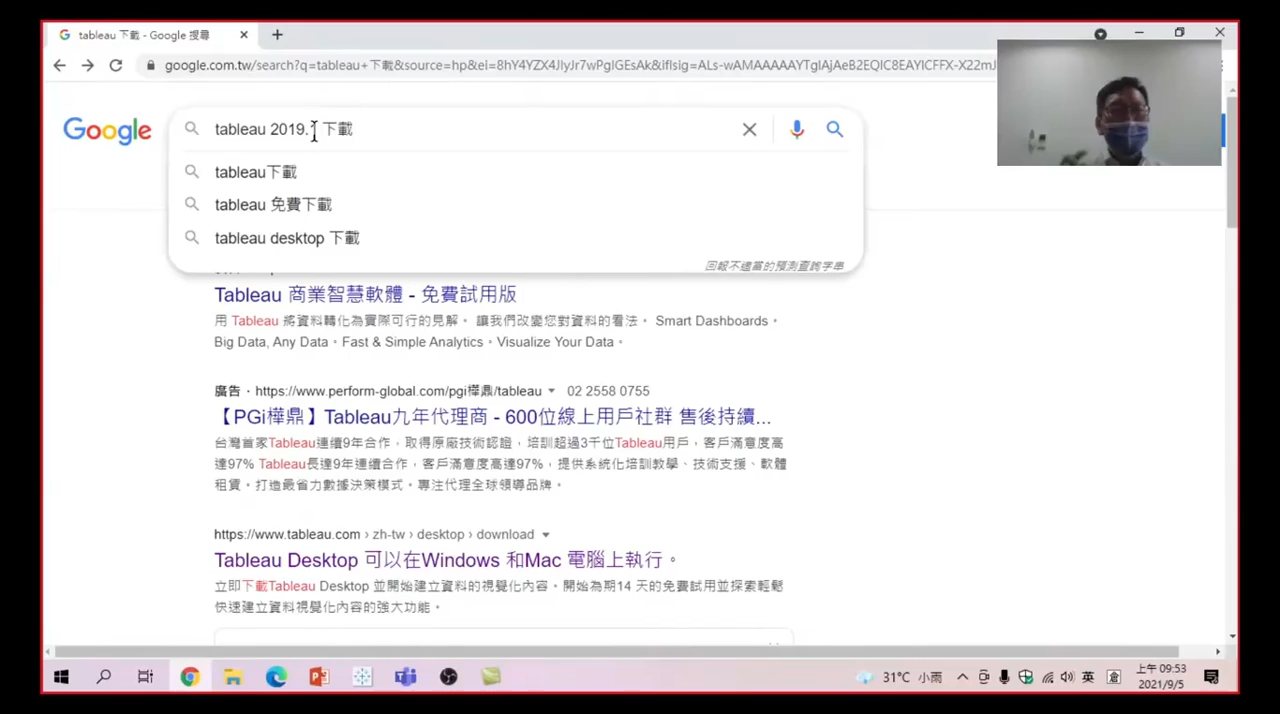 tableau 下載 - Google 搜尋
google.com.tw/search?q=tableau+下載&source=hp&ei=8hY4YZX4JIyJr7wPgIGEsAk&iflsig=ALs-wAMAAAAAYTgIAjAeB2EQIC8EAYICFFX-X22mJ
Google
tableau 2019. 下載
tableau下載
tableau 免費下載
tableau desktop 下載
回報不適當的預測查詢字串
Tableau 商業智慧軟體 - 免費試用版
用 Tableau 將資料轉化為實際可行的見解。 讓我們改變您對資料的看法。 Smart Dashboards・
Big Data, Any Data・Fast & Simple Analytics・Visualize Your Data。
廣告・https://www.perform-global.com/pgi樺鼎/tableau 02 2558 0755
【PGi樺鼎】Tableau九年代理商 - 600位線上用戶社群 售後持續...
台灣首家Tableau連續9年合作，取得原廠技術認證，培訓超過3千位Tableau用戶，客戶滿意度高
達97% Tableau長達9年連續合作，客戶滿意度高達97%，提供系統化培訓教學、技術支援、軟體
租賃。打造最省力數據決策模式。專注代理全球領導品牌。
https://www.tableau.com › zh-tw › desktop › download
Tableau Desktop 可以在Windows 和Mac 電腦上執行。
立即下載Tableau Desktop 並開始建立資料的視覺化內容。開始為期14 天的免費試用並探索輕鬆
快速建立資料視覺化內容的強大功能。
31°C 小雨
英
倉
上午 09:53
2021/9/5